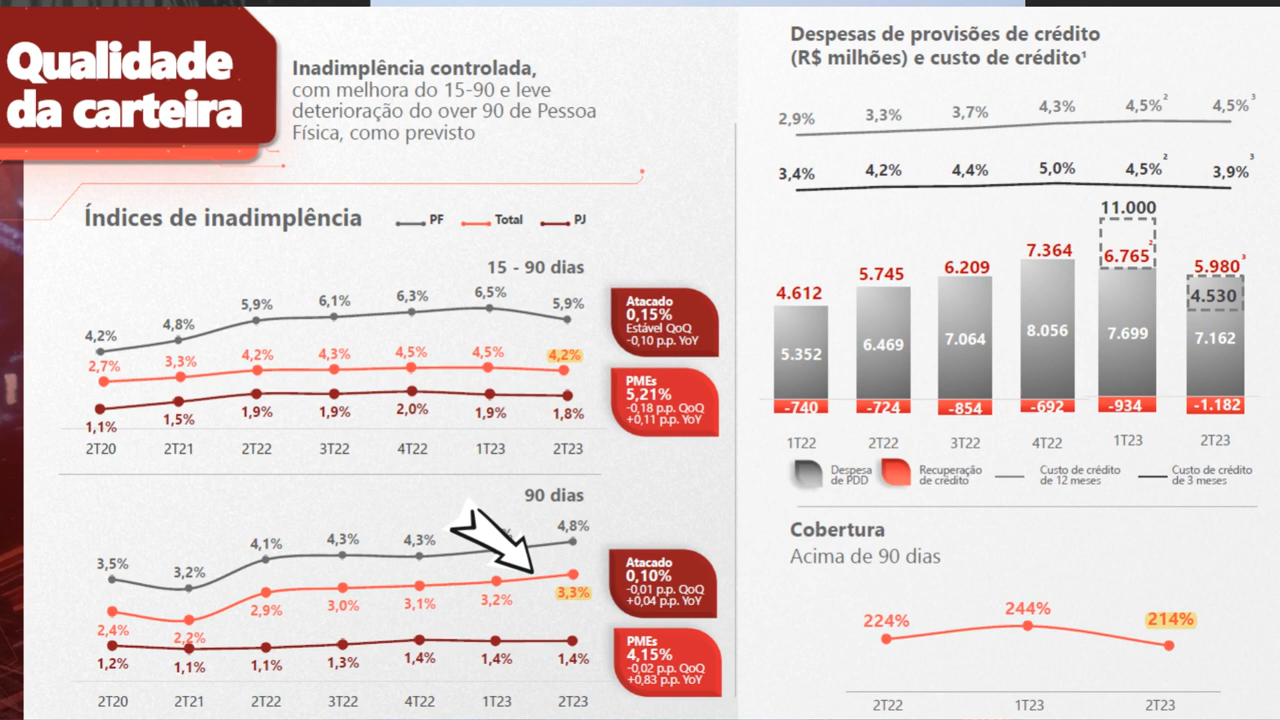 Qualidade
da carteira
Inadimplência controlada,
com melhora do 15-90 e leve
deterioração do over 90 de Pessoa
Física, como previsto
Índices de inadimplência
PF Total PJ
15 - 90 dias
4,2% 4,8% 5,9% 6,1% 6,3% 6,5% 5,9%
2,7% 3,3% 4,2% 4,3% 4,5% 4,5% 4,2%
1,1% 1,5% 1,9% 1,9% 2,0% 1,9% 1,8%
2T20 2T21 2T22 3T22 4T22 1T23 2T23
Atacado
0,15%
Estável QoQ
-0,10 p.p. YoY
PMEs
5,21%
-0,18 p.p. QoQ
+0,11 p.p. YoY
90 dias
3,5% 3,2% 4,1% 4,3% 4,3% 4,8%
2,4% 2,2% 2,9% 3,0% 3,1% 3,2% 3,3%
1,2% 1,1% 1,1% 1,3% 1,4% 1,4% 1,4%
2T20 2T21 2T22 3T22 4T22 1T23 2T23
Atacado
0,10%
-0,01 p.p. QoQ
+0,04 p.p. YoY
PMEs
4,15%
-0,02 p.p. QoQ
+0,83 p.p. YoY
Despesas de provisões de crédito
(R$ milhões) e custo de crédito¹
2,9% 3,3% 3,7% 4,3% 4,5%² 4,5%³
3,4% 4,2% 4,4% 5,0% 4,5%² 3,9%³
11.000
4.612 5.745 6.209 7.364 6.765² 5.980³
4.530
5.352 6.469 7.064 8.056 7.699 7.162
-740 -724 -854 -692 -934 -1.182
1T22 2T22 3T22 4T22 1T23 2T23
Despesa
de PDD
Recuperação
de crédito
Custo de crédito
de 12 meses
Custo de crédito
de 3 meses
Cobertura
Acima de 90 dias
224% 244% 214%
2T22 1T23 2T23